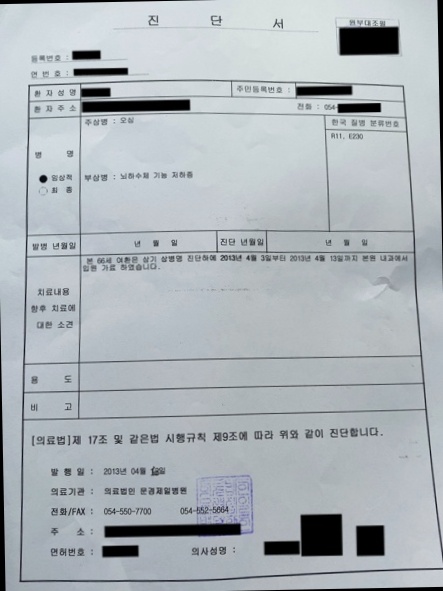 진 단 서
원부대조필
등록번호 :
연 번호 :
환 자 성 명
주민등록번호 :
환 자 주 소
전화 : 054-
병 명
주상병 : 오심
한국 질병 분류번호
R11, E230
● 임상적
○ 최 종
부상병 : 뇌하수체 기능 저하증
발병 년월일
년 월 일
진단 년월일
년 월 일
치료내용
향후 치료에
대한 소견
본 66세 여환은 상기 상병명 진단하에 2013년 4월 3일부터 2013년 4월 13일까지 본원 내과에서
입원 가료 하였습니다.
용 도
비 고
[의료법]제 17조 및 같은법 시행규칙 제9조에 따라 위와 같이 진단합니다.
발 행 일 : 2013년 04월 일
의료기관 : 의료법인 문경제일병원
전화/FAX : 054-550-7700 054-552-5664
주 소 :
면허번호 :
의사성명 :